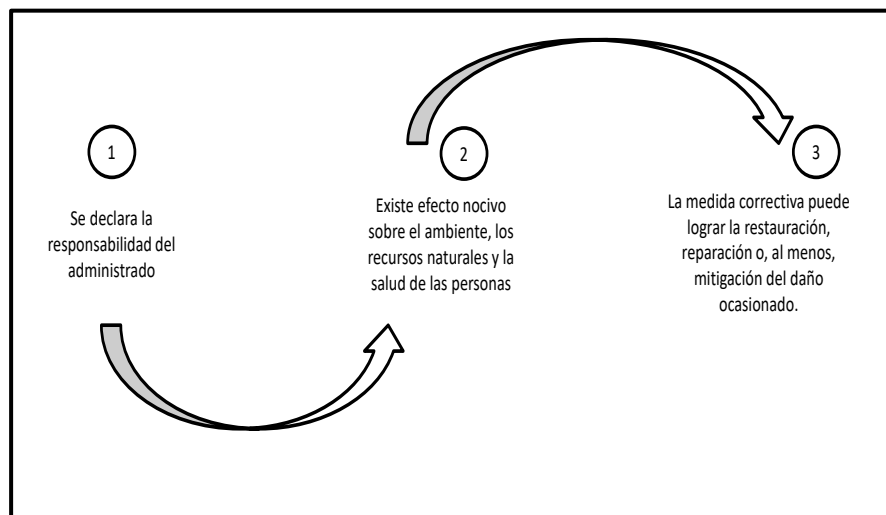 1
Se declara la
responsabilidad del
administrado
2
Existe efecto nocivo
sobre el ambiente, los
recursos naturales y la
salud de las personas
3
La medida correctiva puede
lograr la restauración,
reparación o, al menos,
mitigación del daño
ocasionado.